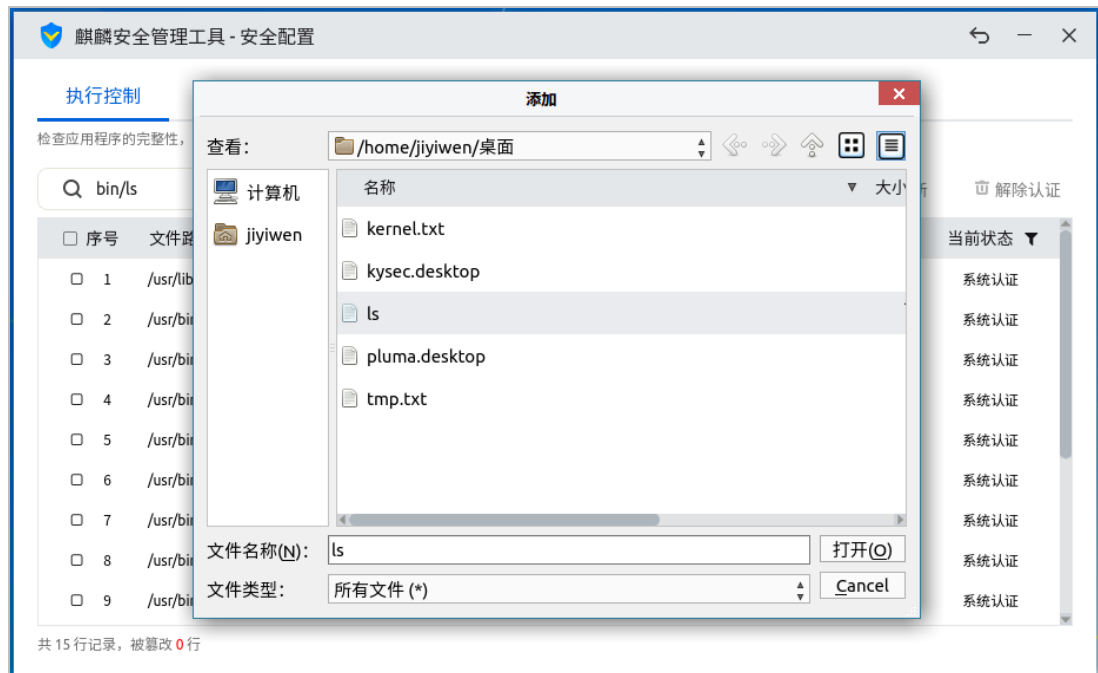 麒麟安全管理工具 - 安全配置
执行控制
检查应用程序的完整性，
bin/ls
解除认证
序号 文件路 当前状态
1 /usr/lib 系统认证
2 /usr/bin 系统认证
3 /usr/bin 系统认证
4 /usr/bin 系统认证
5 /usr/bin 系统认证
6 /usr/bin 系统认证
7 /usr/bin 系统认证
8 /usr/bin 系统认证
9 /usr/bin 系统认证
共 15 行记录，被篡改 0 行
添加
查看： /home/jiyiwen/桌面
计算机
jiyiwen
名称 大小
kernel.txt
kysec.desktop
ls
pluma.desktop
tmp.txt
文件名称(N)： ls 打开(O)
文件类型： 所有文件 (*) Cancel